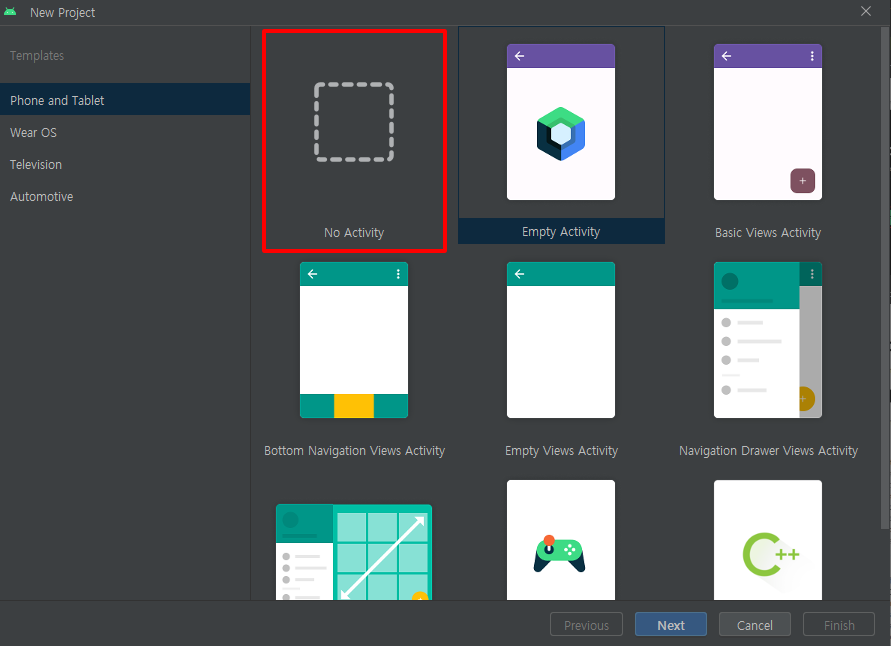 New Project
Templates
Phone and Tablet
Wear OS
Television
Automotive
No Activity
Empty Activity
Basic Views Activity
Bottom Navigation Views Activity
Empty Views Activity
Navigation Drawer Views Activity
C++
Previous
Next
Cancel
Finish